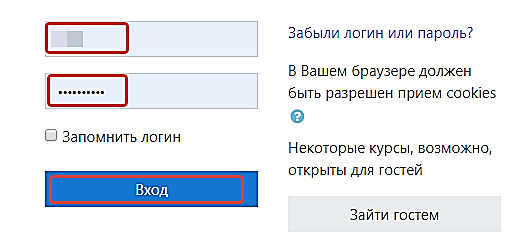 ••••••••••
Запомнить логин
Вход
Забыли логин или пароль?
В Вашем браузере должен
быть разрешен прием cookies
?
Некоторые курсы, возможно,
открыты для гостей
Зайти гостем